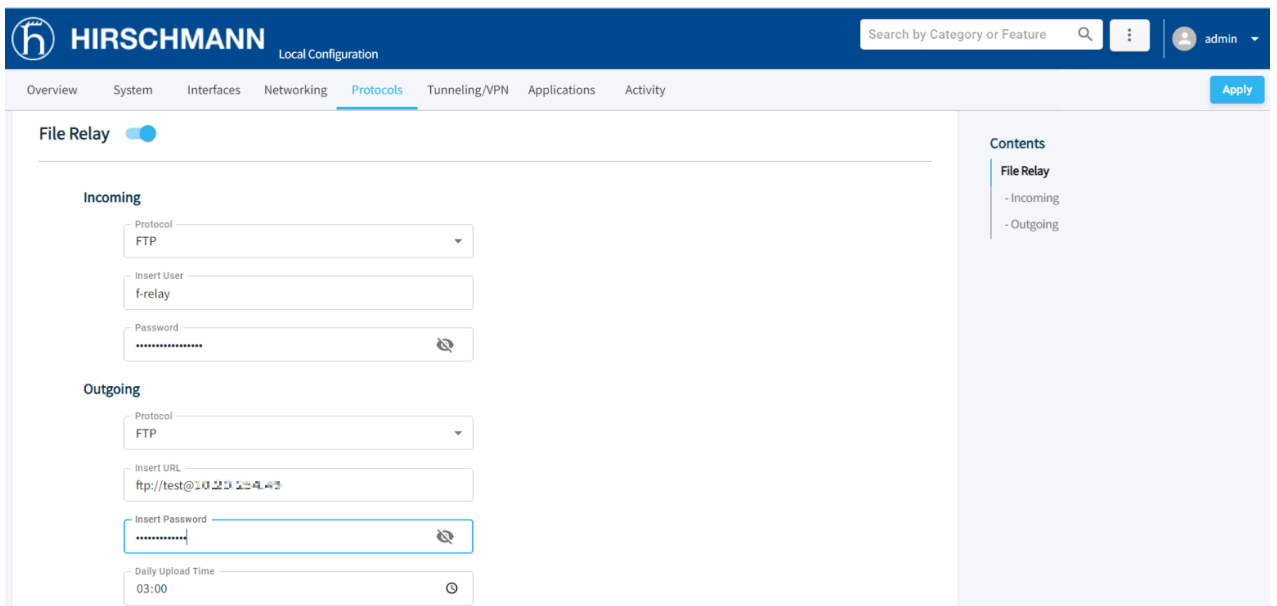 HIRSCHMANN
Local Configuration
Search by Category or Feature
admin
Overview System Interfaces Networking Protocols Tunneling/VPN Applications Activity
Apply
File Relay
Incoming
Protocol
FTP
Insert User
f-relay
Password
Outgoing
Protocol
FTP
Insert URL
ftp://test@
Insert Password
Daily Upload Time
03:00
Contents
File Relay
- Incoming
- Outgoing